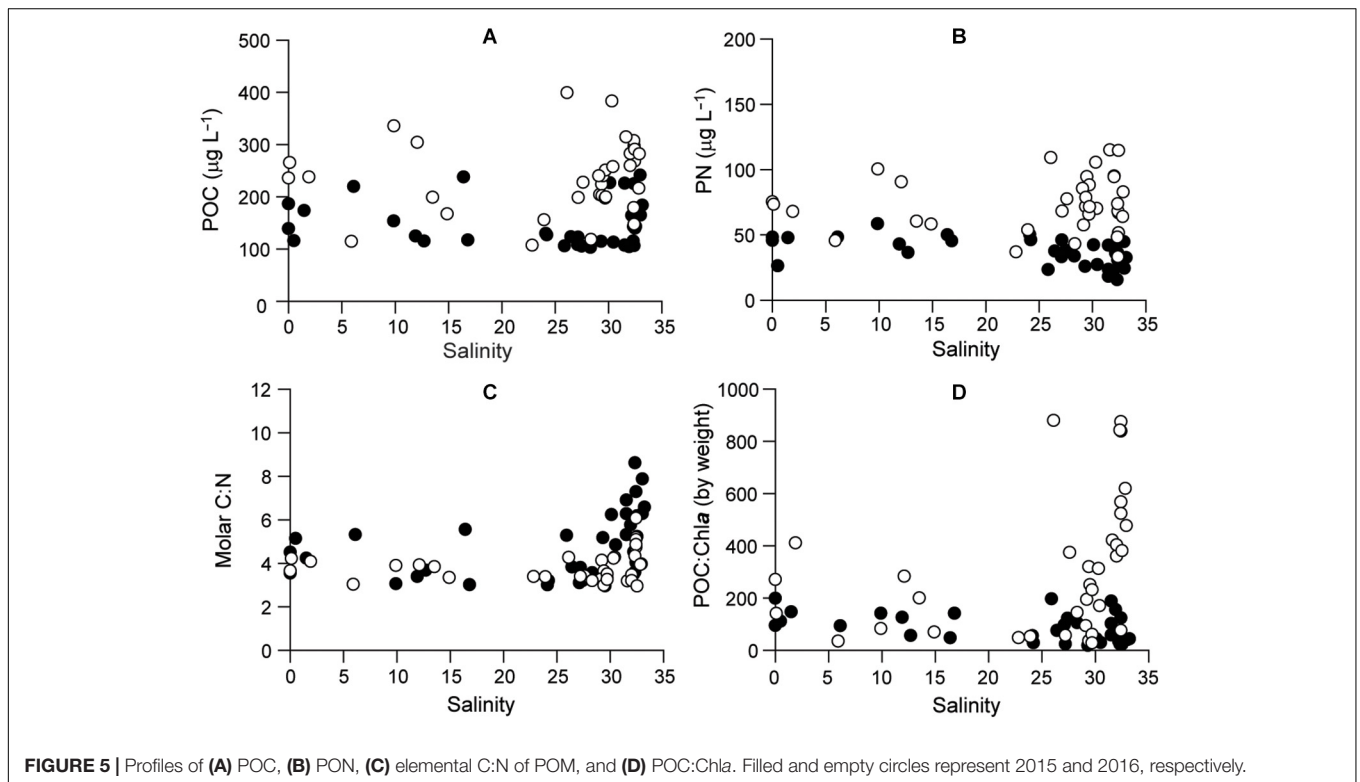 A
500
400
300
200
100
0
POC (µg L⁻¹)
0 5 10 15 20 25 30 35
Salinity
B
200
150
100
50
0
PN (µg L⁻¹)
0 5 10 15 20 25 30 35
Salinity
C
12
10
8
6
4
2
0
Molar C:N
0 5 10 15 20 25 30 35
Salinity
D
1000
800
600
400
200
0
POC:Chla (by weight)
0 5 10 15 20 25 30 35
Salinity
FIGURE 5 | Profiles of (A) POC, (B) PON, (C) elemental C:N of POM, and (D) POC:Chla. Filled and empty circles represent 2015 and 2016, respectively.